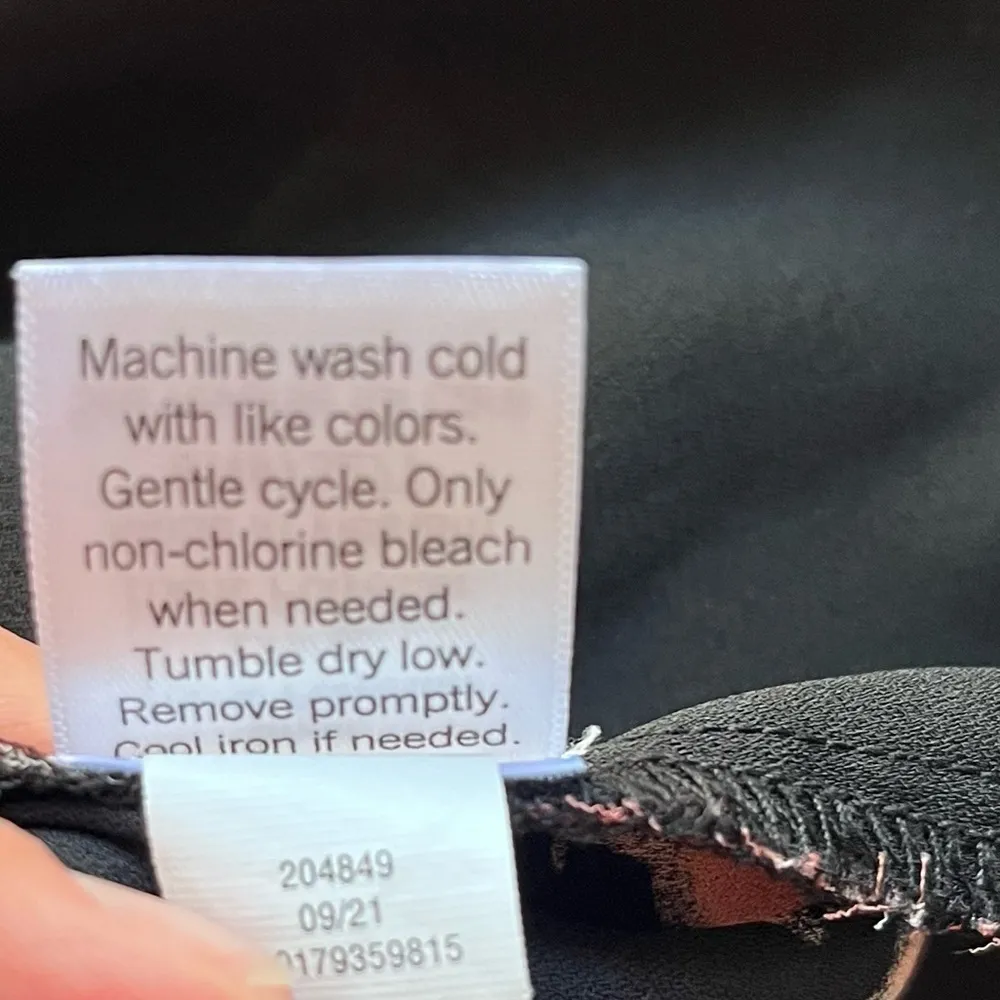 Machine wash cold
with like colors.
Gentle cycle. Only
non-chlorine bleach
when needed.
Tumble dry low.
Remove promptly.
Cool iron if needed.
204849
09/21
0179359815